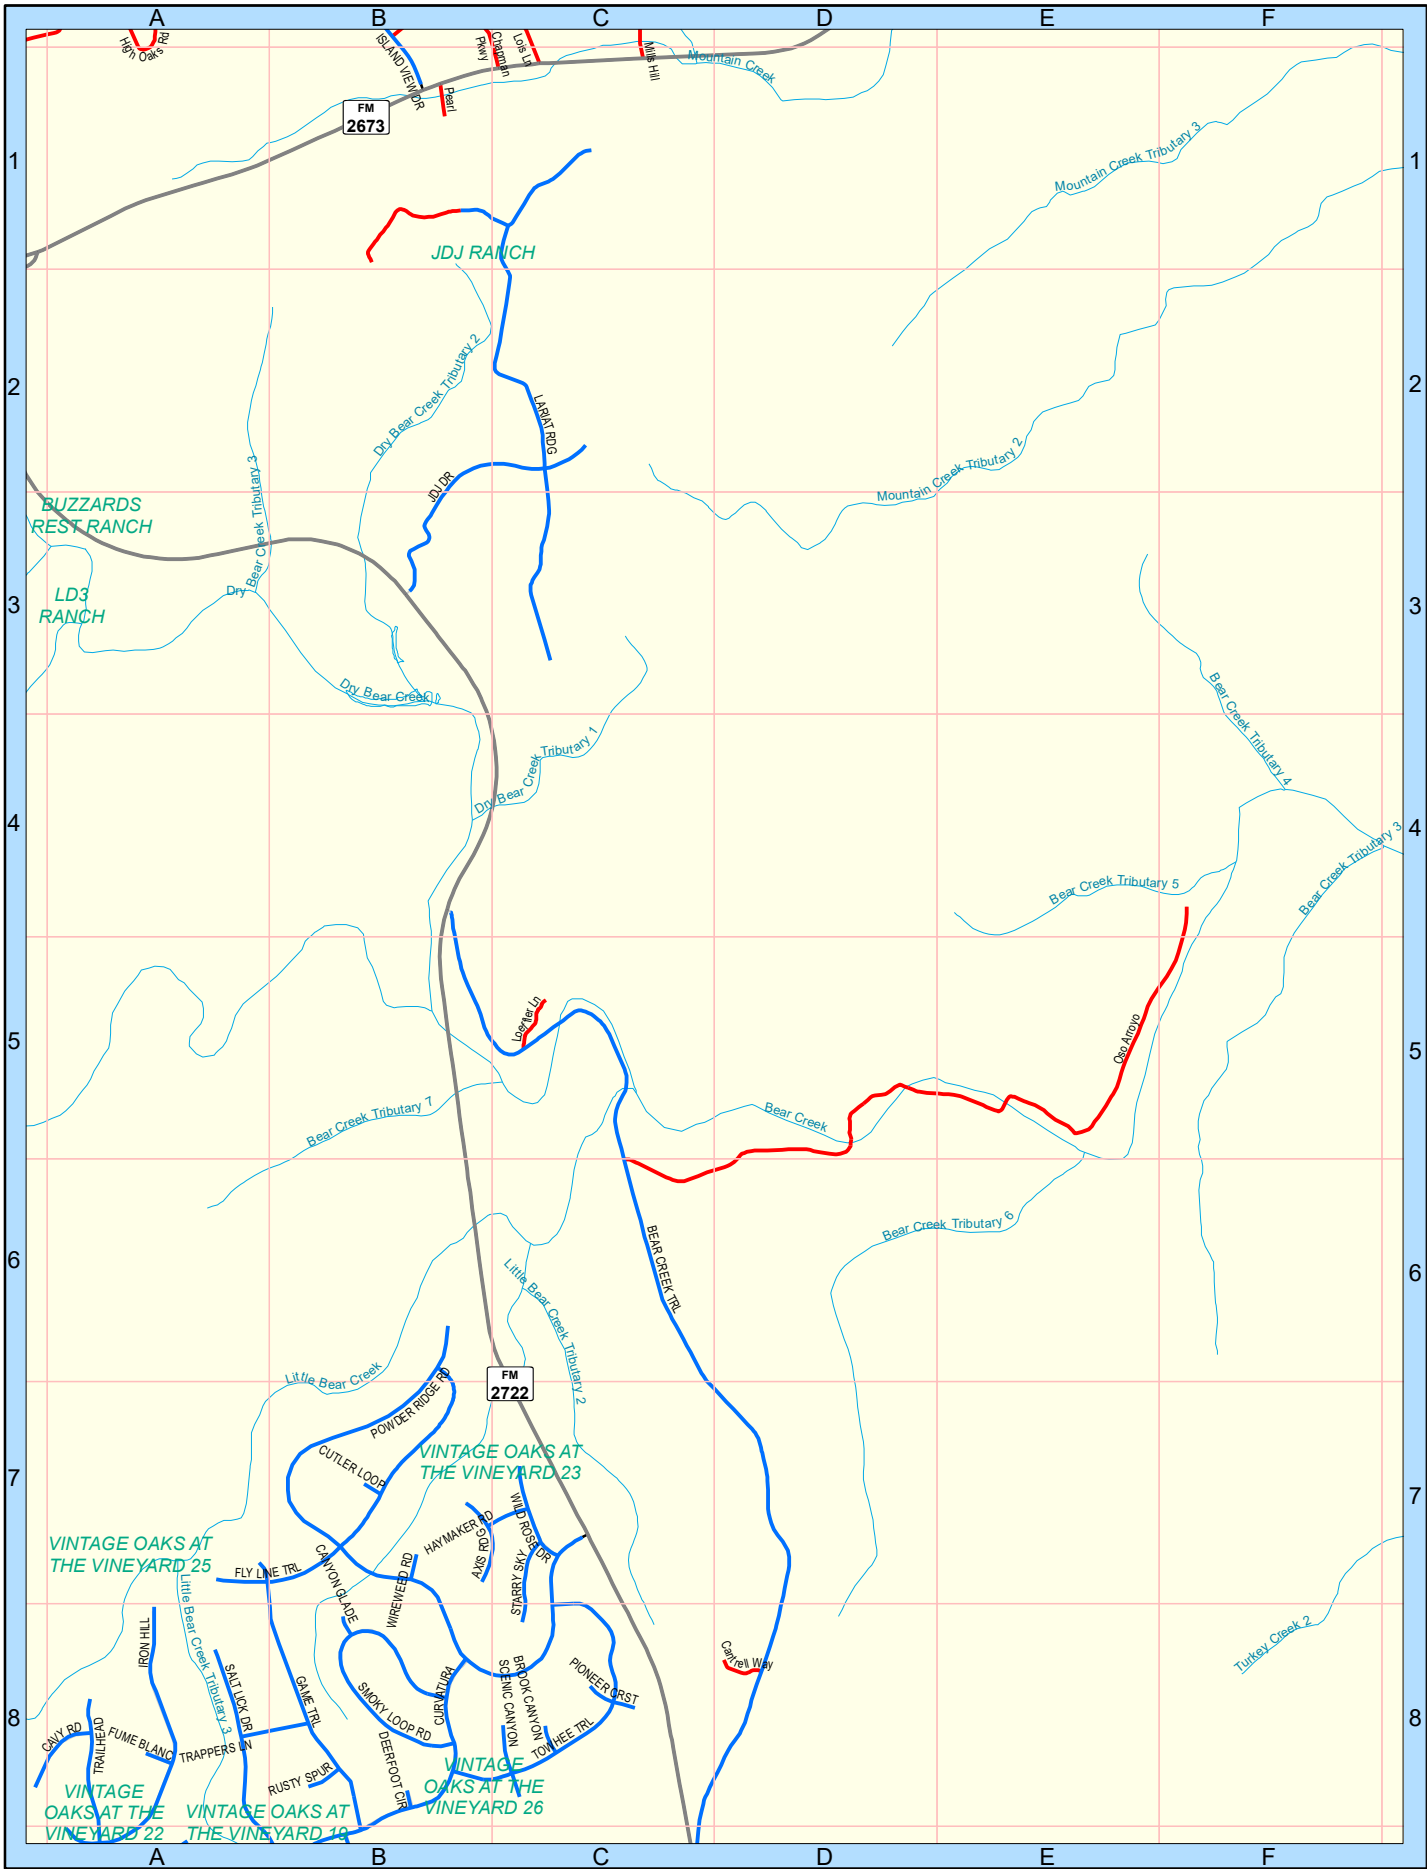 A B C D E F
High Oaks Rd
ISLAND VIEW DR
Chapman
Pkwy
Lois Ln
Mills Hill
Mountain Creek
Pearl
FM
2673
1 1
Mountain Creek Tributary 3
JDJ RANCH
Dry Bear Creek Tributary 2
2 2
LARIAT RDG
Mountain Creek Tributary 2
JDJ DR
Dry Bear Creek Tributary 3
BUZZARDS
REST RANCH
LD3
RANCH
3 3
Dry Bear Creek
Bear Creek Tributary 4
Dry Bear Creek Tributary 1
4 4
Bear Creek Tributary 3
Bear Creek Tributary 5
Loeffler Ln
Oso Arroyo
5 5
Bear Creek Tributary 7
Bear Creek
Bear Creek Tributary 6
BEAR CREEK TRL
6 6
Little Bear Creek Tributary 2
Little Bear Creek
FM
2722
POWDER RIDGE RD
CUTLER LOOP
VINTAGE OAKS AT
THE VINEYARD 23
7 7
WILD ROSE DR
HAYMAKER RD
AXIS RDG
STARRY SKY
VINTAGE OAKS AT
THE VINEYARD 25
FLY LINE TRL
CANYON GLADE
WIREWEED RD
Little Bear Creek Tributary 3
IRON HILL
SALT LICK DR
GAME TRL
SMOKY LOOP RD
CURVATURA
SCENIC CANYON
BROOK CANYON
PIONEER CRST
Cantrell Way
Turkey Creek 2
8 8
CAVY RD
TRAILHEAD
FUME BLANC
TRAPPERS LN
RUSTY SPUR
DEERFOOT CIR
TOWHEE TRL
VINTAGE
OAKS AT THE
VINEYARD 26
VINTAGE
OAKS AT THE
VINEYARD 22
VINTAGE OAKS AT
THE VINEYARD 19
A B C D E F